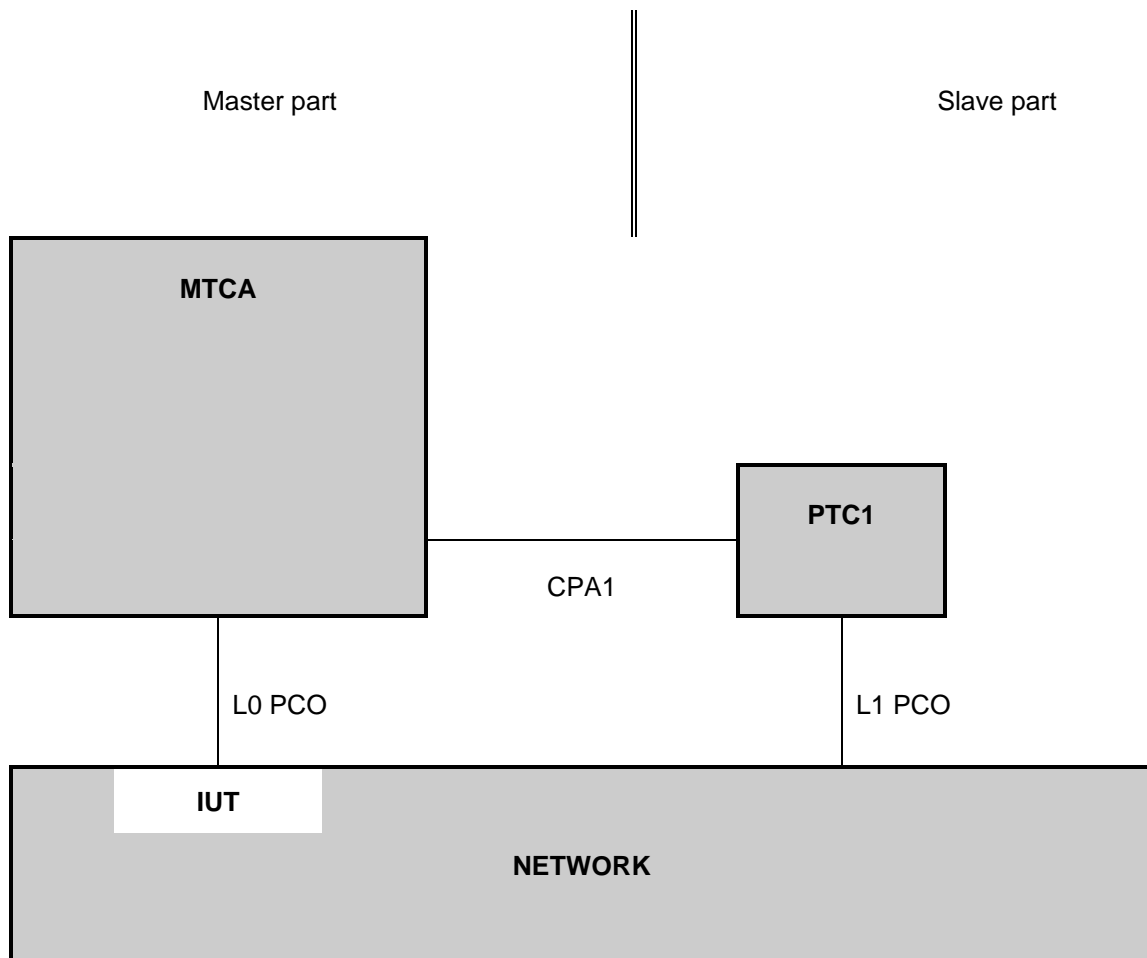 Master part
Slave part
MTCA
PTC1
CPA1
L0 PCO
L1 PCO
IUT
NETWORK